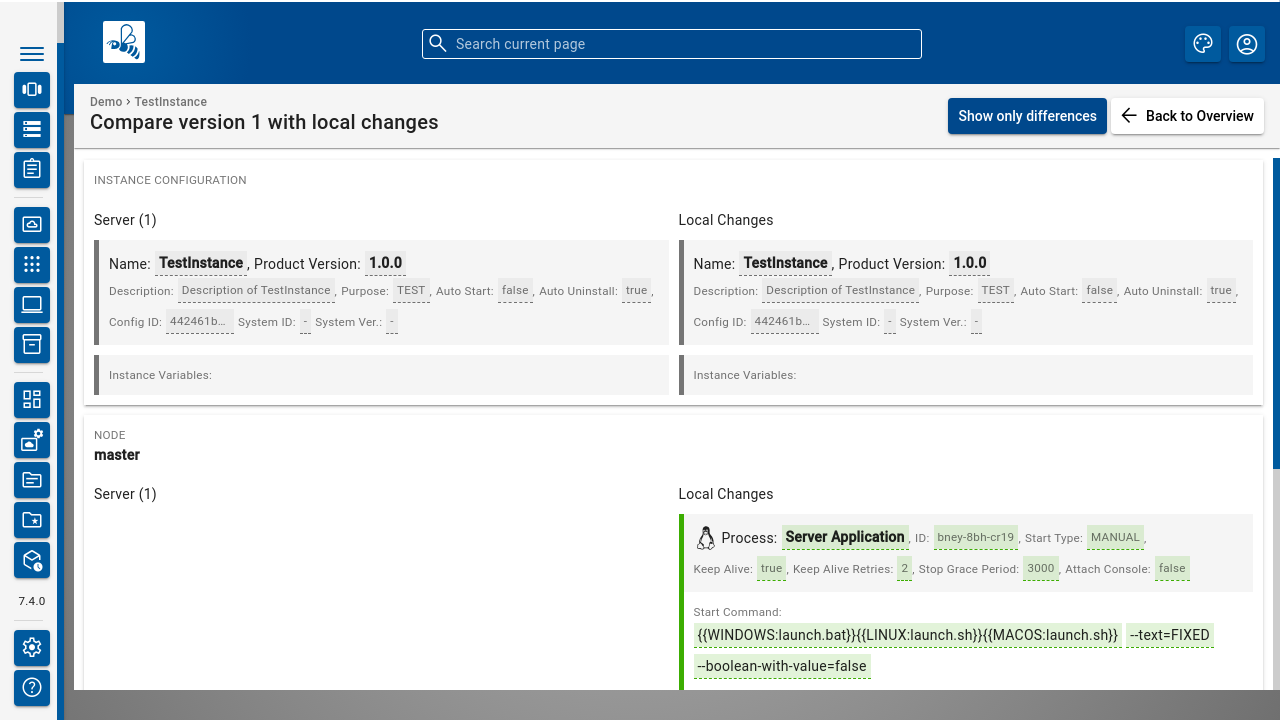 Search current page
Demo › TestInstance
Compare version 1 with local changes
Show only differences
Back to Overview
INSTANCE CONFIGURATION
Server (1)
Name: TestInstance, Product Version: 1.0.0
Description: Description of TestInstance, Purpose: TEST, Auto Start: false, Auto Uninstall: true,
Config ID: 442461b… System ID: - System Ver.: -
Instance Variables:
Local Changes
Name: TestInstance, Product Version: 1.0.0
Description: Description of TestInstance, Purpose: TEST, Auto Start: false, Auto Uninstall: true,
Config ID: 442461b… System ID: - System Ver.: -
Instance Variables:
NODE
master
Server (1)
Local Changes
Process: Server Application, ID: bney-8bh-cr19, Start Type: MANUAL,
Keep Alive: true, Keep Alive Retries: 2, Stop Grace Period: 3000, Attach Console: false
Start Command:
{{WINDOWS:launch.bat}}{{LINUX:launch.sh}}{{MACOS:launch.sh}} --text=FIXED
--boolean-with-value=false
7.4.0